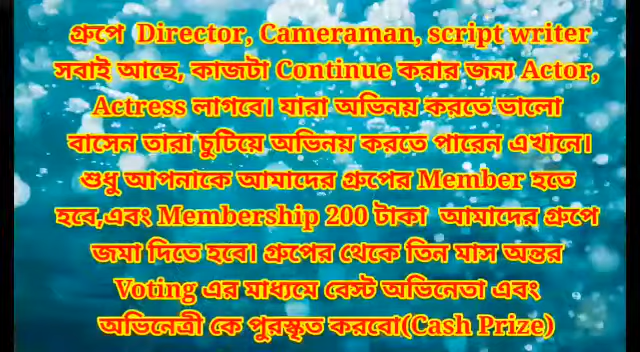 গ্রুপে Director, Cameraman, script writer
সবাই আছে, কাজটা Continue করার জন্য Actor,
Actress লাগবে। যারা অভিনয় করতে ভালো
বাসেন তারা চুটিয়ে অভিনয় করতে পারেন এখানে।
শুধু আপনাকে আমাদের গ্রুপের Member হতে
হবে,এবং Membership 200 টাকা আমাদের গ্রুপে
জমা দিতে হবে। গ্রুপের থেকে তিন মাস অন্তর
Voting এর মাধ্যমে বেস্ট অভিনেতা এবং
অভিনেত্রী কে পুরস্কৃত করবো(Cash Prize)